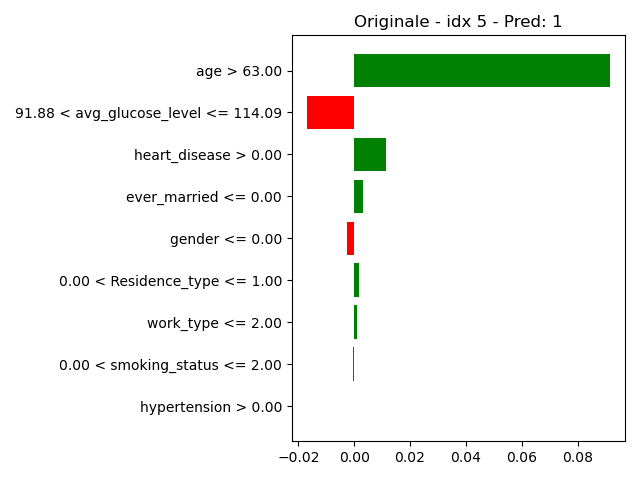 Originale - idx 5 - Pred: 1
age > 63.00
91.88 < avg_glucose_level <= 114.09
heart_disease > 0.00
ever_married <= 0.00
gender <= 0.00
0.00 < Residence_type <= 1.00
work_type <= 2.00
0.00 < smoking_status <= 2.00
hypertension > 0.00
−0.02 0.00 0.02 0.04 0.06 0.08